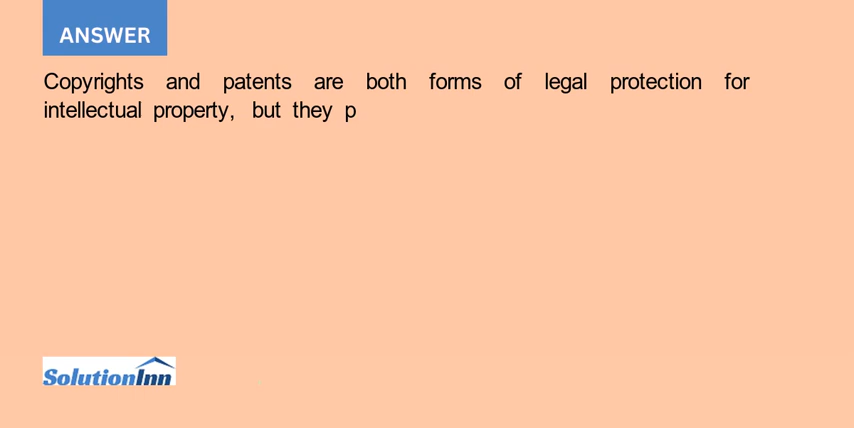 ANSWER
Copyrights and patents are both forms of legal protection for
intellectual property, but they p
SolutionInn